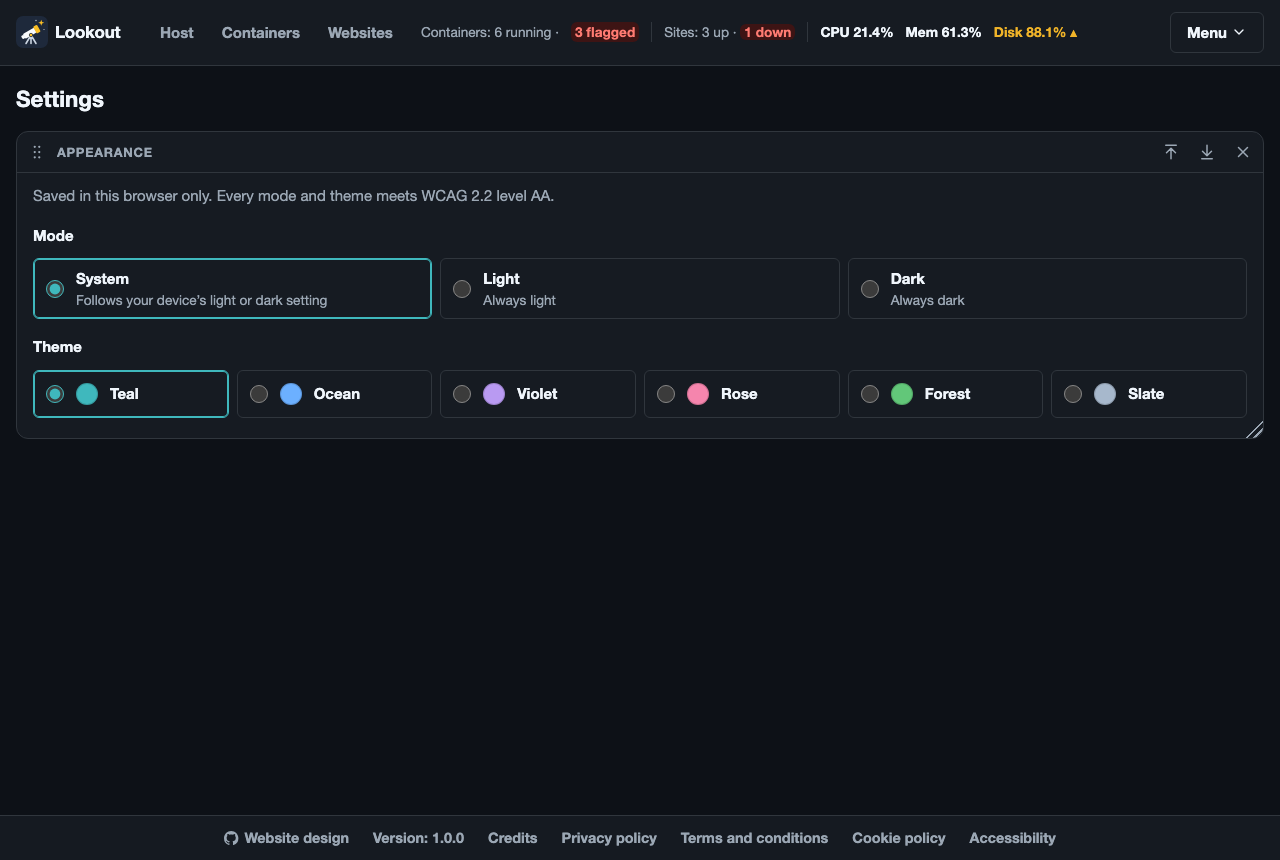 Lookout Host Containers Websites Containers: 6 running · 3 flagged Sites: 3 up · 1 down CPU 21.4% Mem 61.3% Disk 88.1% ▲ Menu
Settings
APPEARANCE
Saved in this browser only. Every mode and theme meets WCAG 2.2 level AA.
Mode
System
Follows your device’s light or dark setting
Light
Always light
Dark
Always dark
Theme
Teal Ocean Violet Rose Forest Slate
Website design Version: 1.0.0 Credits Privacy policy Terms and conditions Cookie policy Accessibility